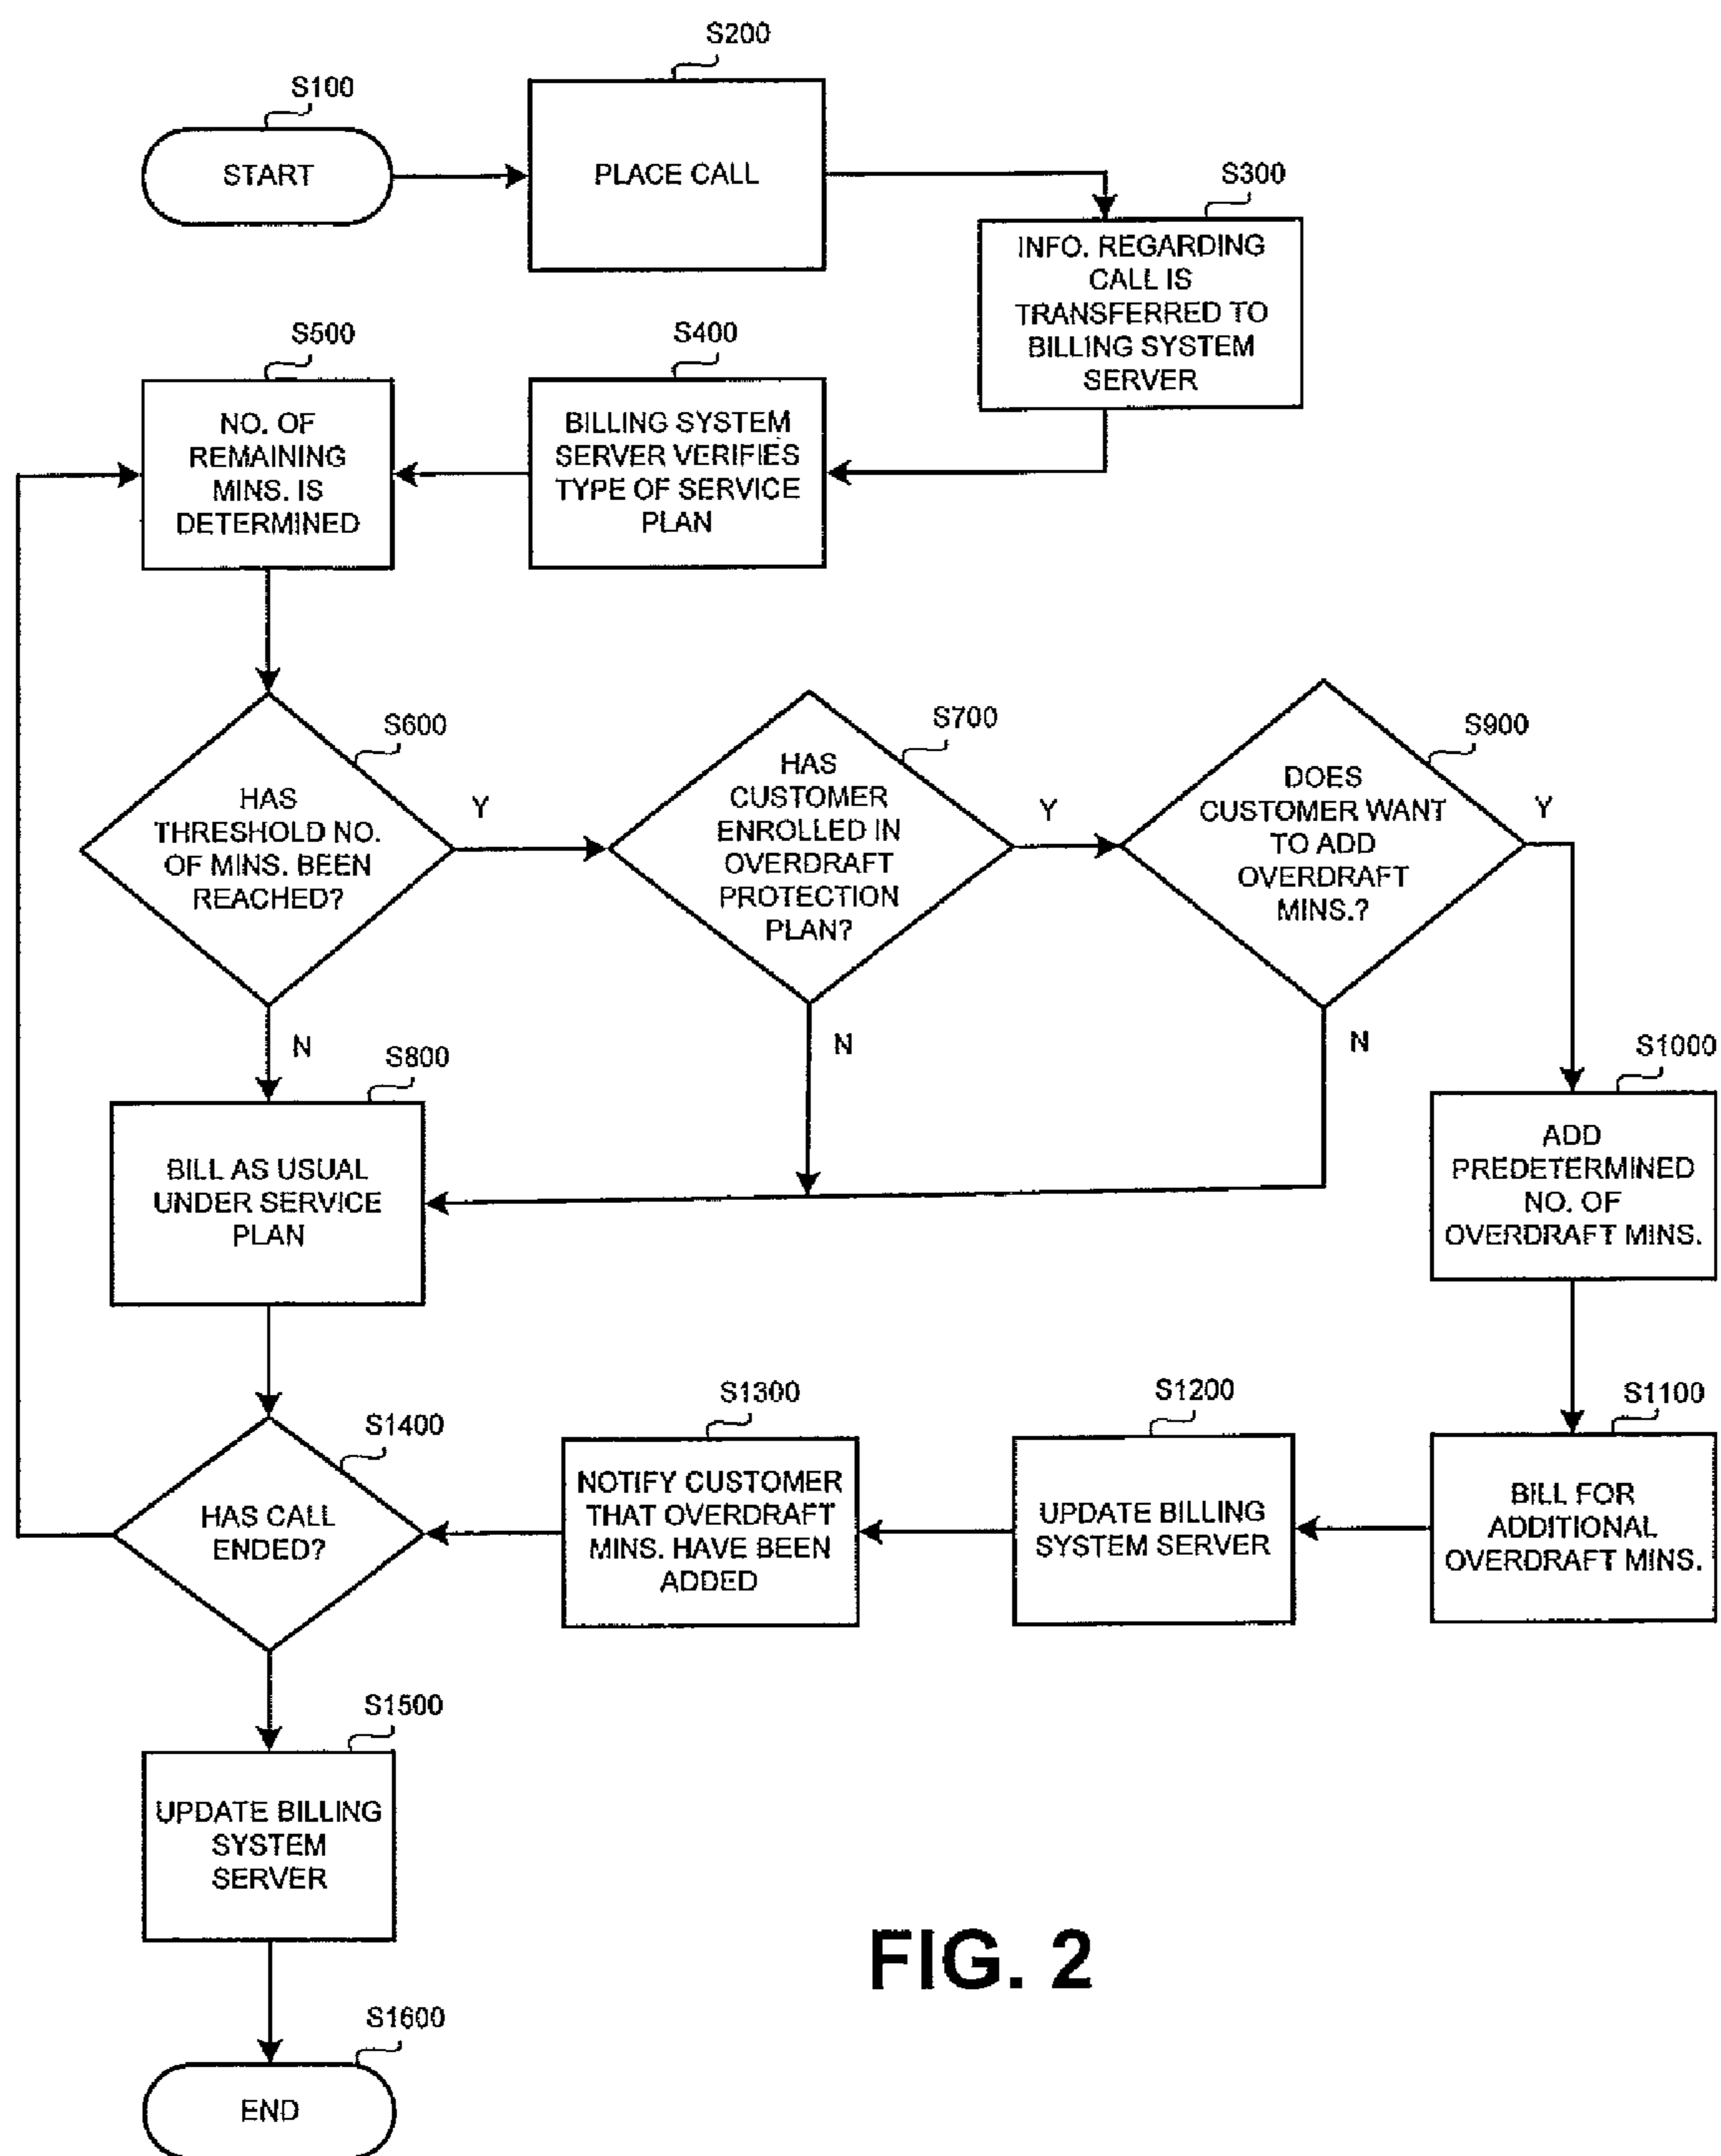 S100
START
S200
PLACE CALL
S300
INFO. REGARDING
CALL IS
TRANSFERRED TO
BILLING SYSTEM
SERVER
S400
BILLING SYSTEM
SERVER VERIFIES
TYPE OF SERVICE
PLAN
S500
NO. OF
REMAINING
MINS. IS
DETERMINED
S600
HAS
THRESHOLD NO.
OF MINS. BEEN
REACHED?
Y
N
S700
HAS
CUSTOMER
ENROLLED IN
OVERDRAFT
PROTECTION
PLAN?
Y
N
S900
DOES
CUSTOMER WANT
TO ADD
OVERDRAFT
MINS.?
Y
N
S800
BILL AS USUAL
UNDER SERVICE
PLAN
S1000
ADD
PREDETERMINED
NO. OF
OVERDRAFT MINS.
S1100
BILL FOR
ADDITIONAL
OVERDRAFT MINS.
S1200
UPDATE BILLING
SYSTEM SERVER
S1300
NOTIFY CUSTOMER
THAT OVERDRAFT
MINS. HAVE BEEN
ADDED
S1400
HAS CALL
ENDED?
S1500
UPDATE BILLING
SYSTEM
SERVER
S1600
END
FIG. 2